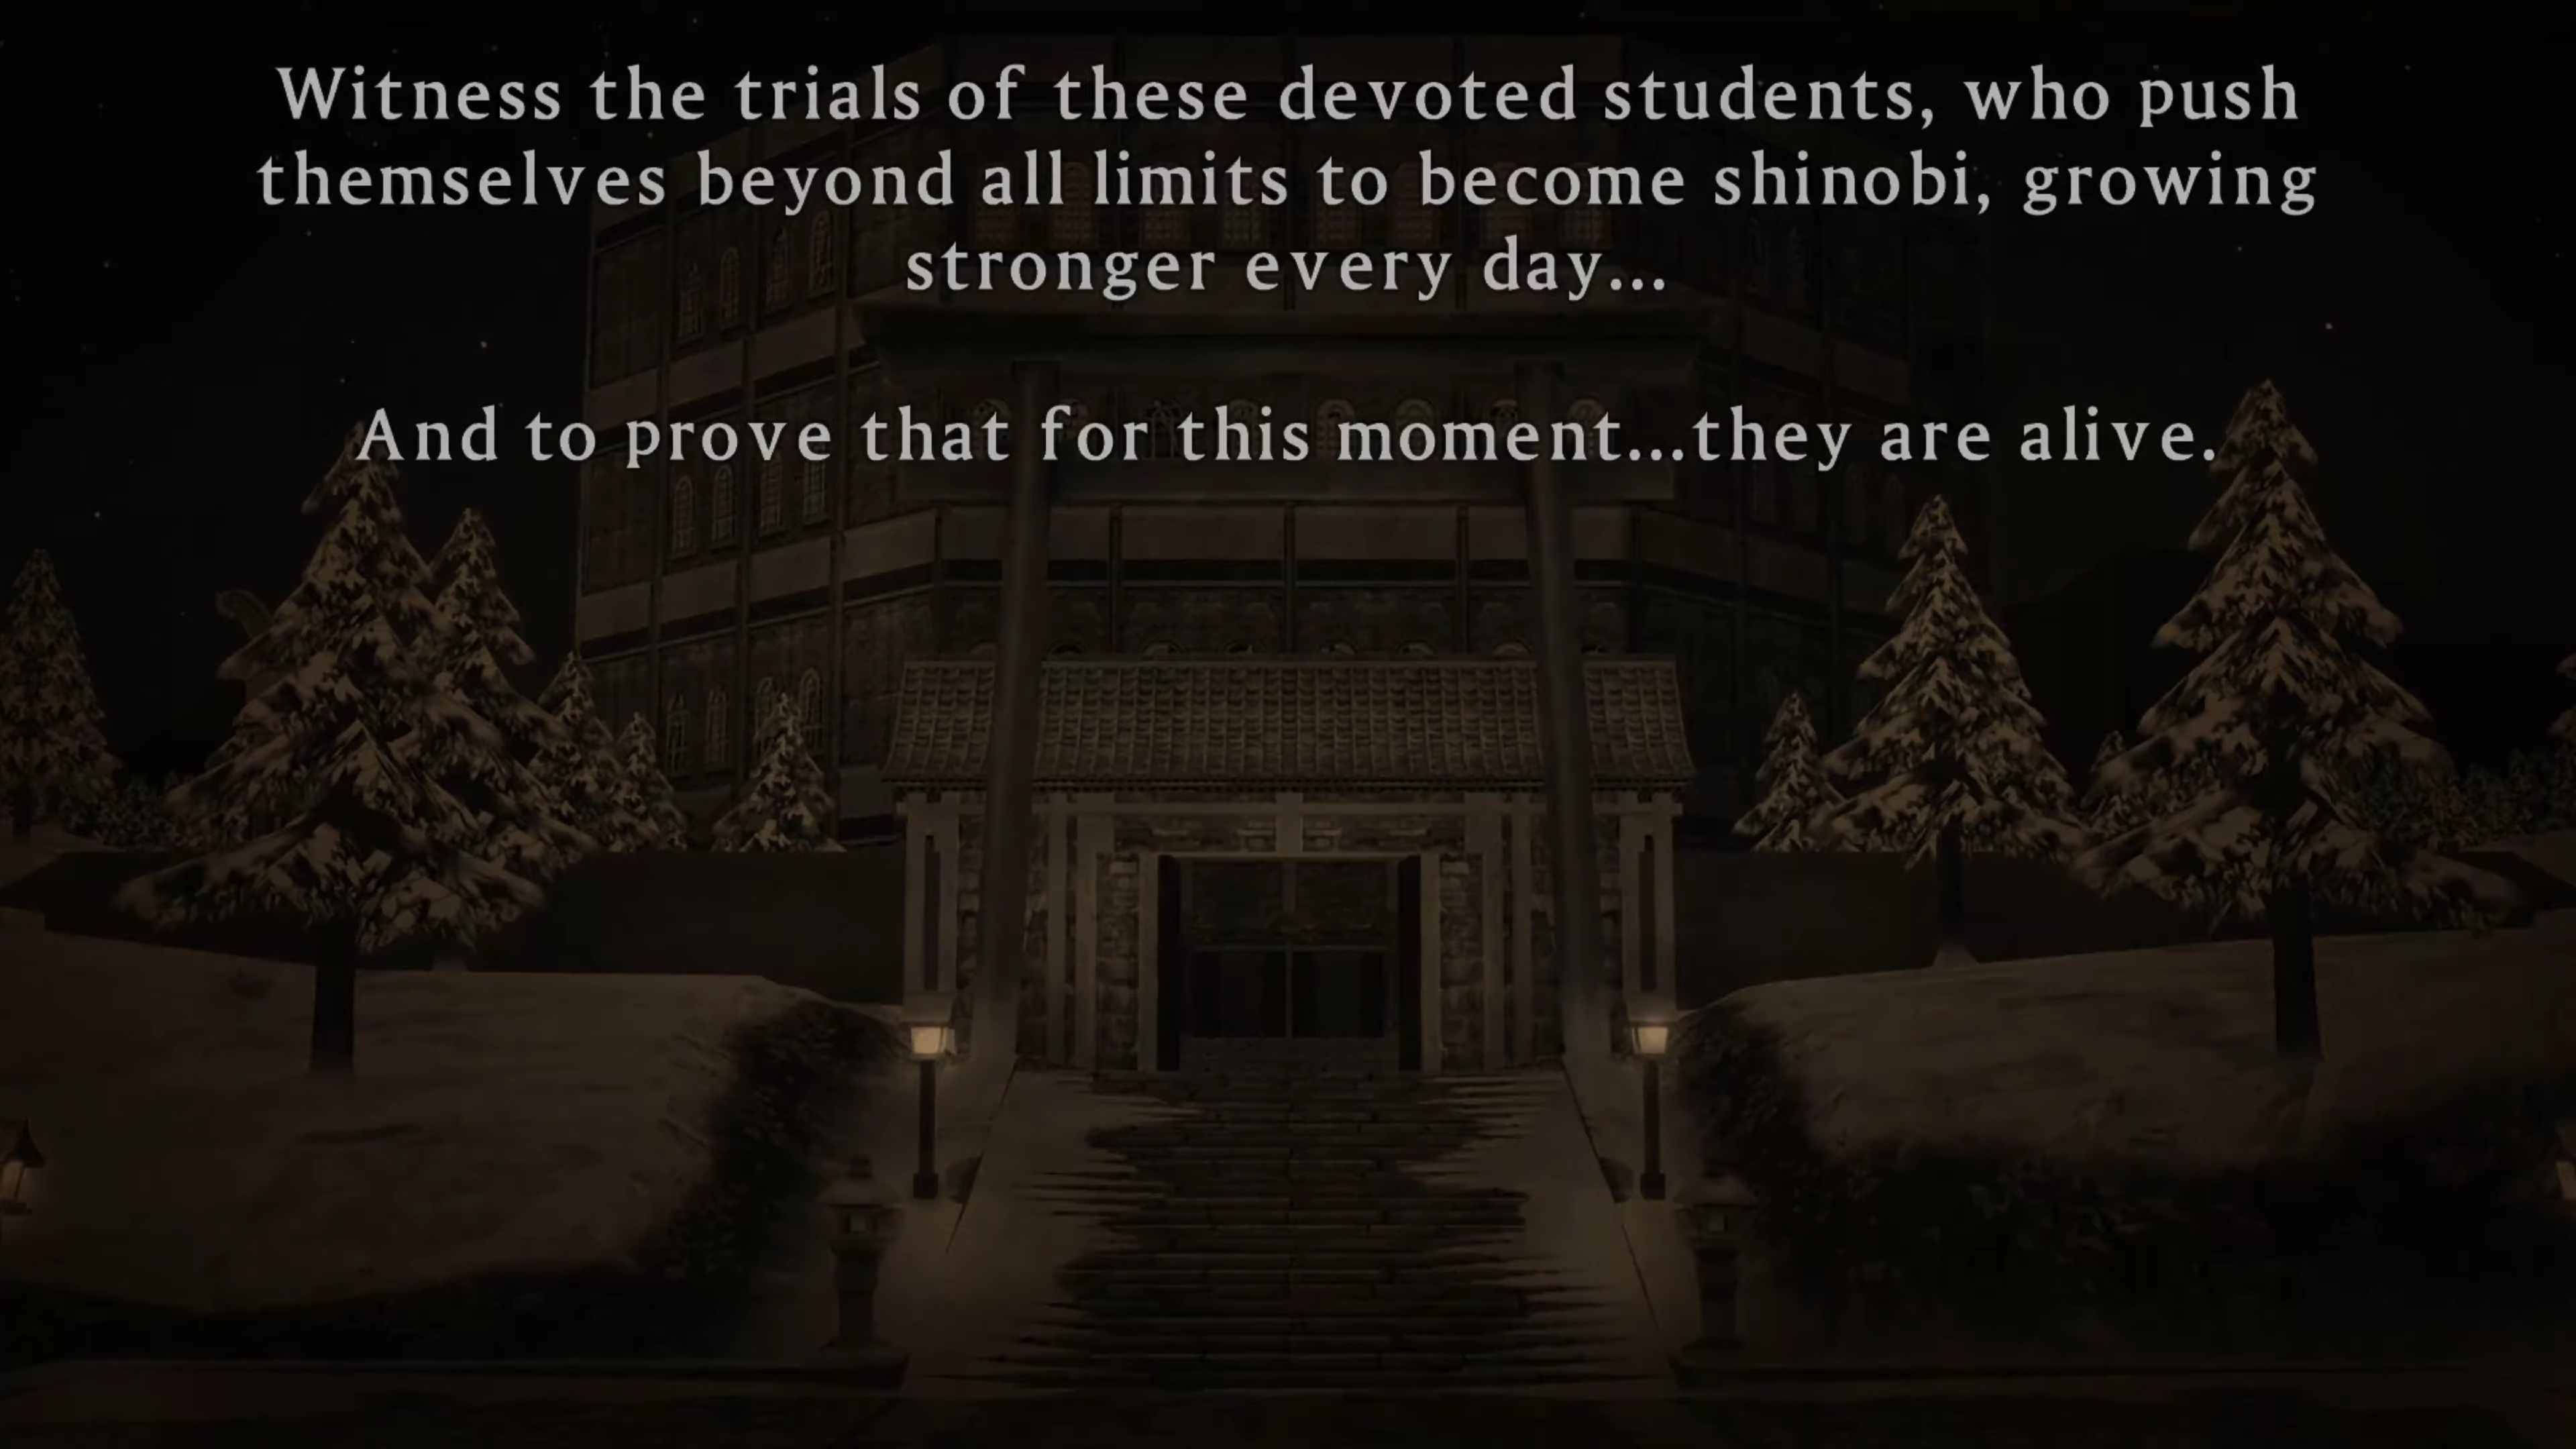 Witness the trials of these devoted students, who push
themselves beyond all limits to become shinobi, growing
stronger every day...
And to prove that for this moment...they are alive.